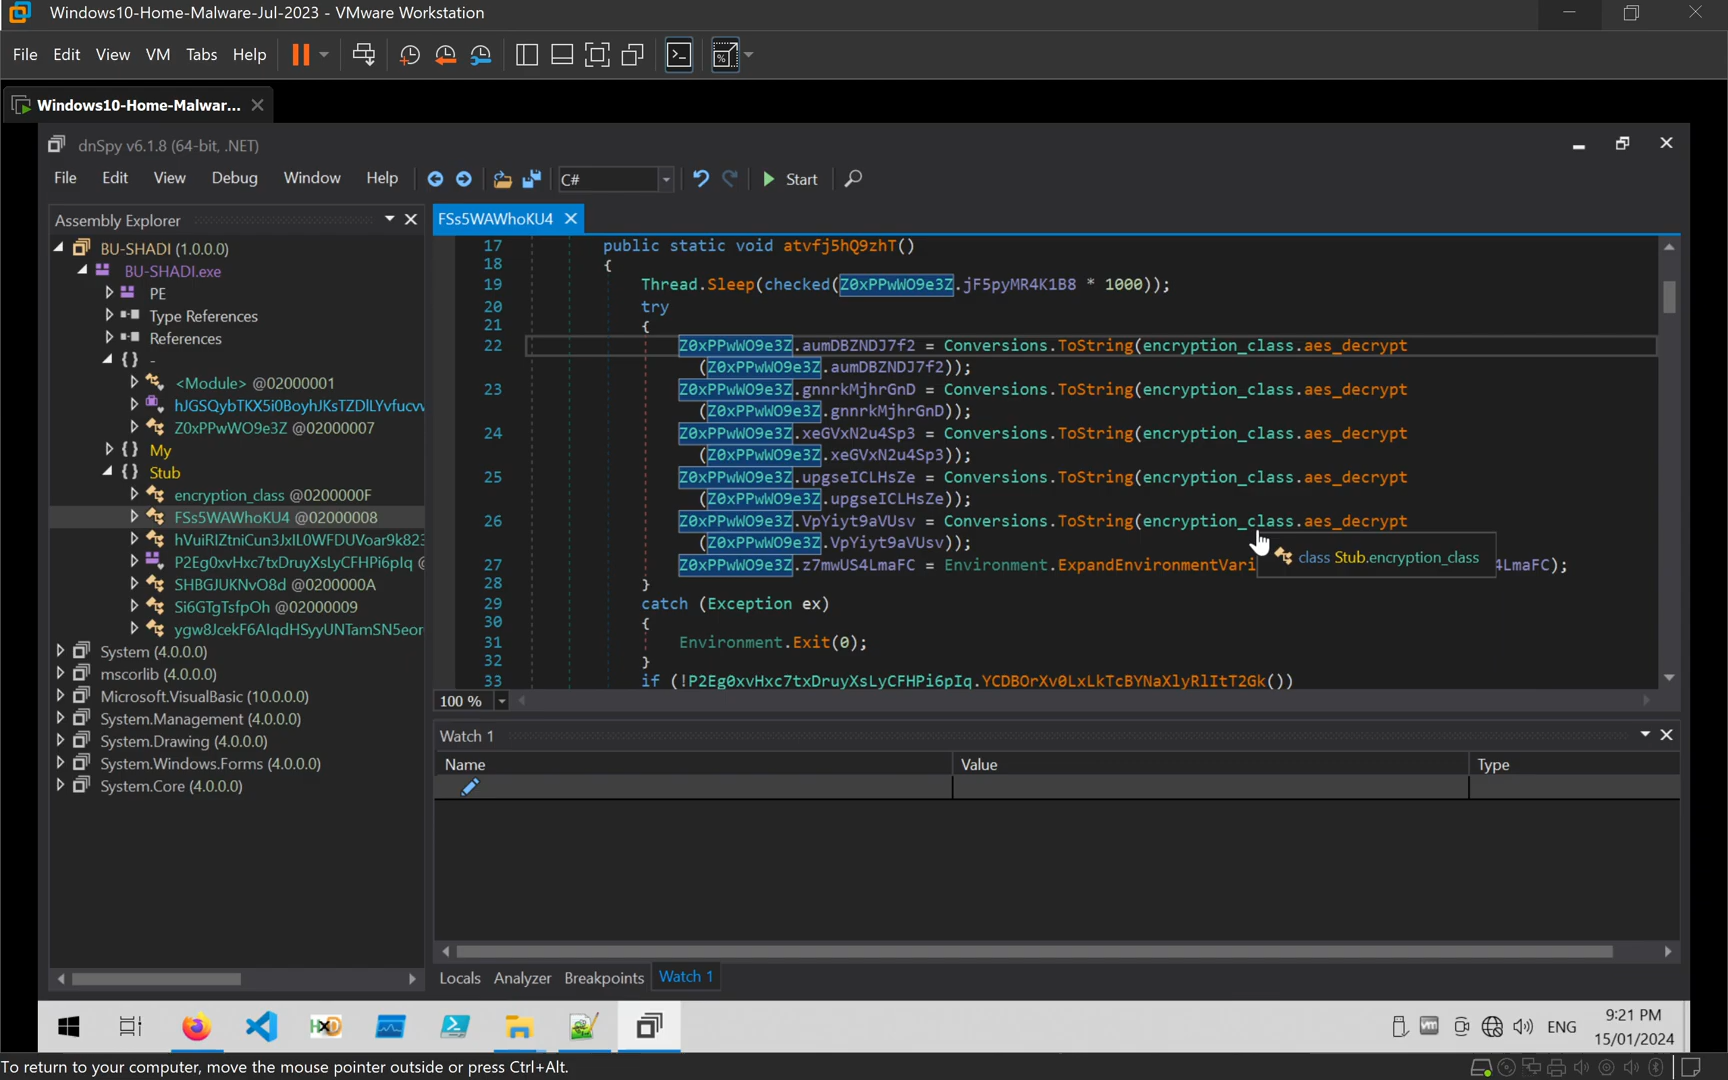 Windows10-Home-Malware-Jul-2023 - VMware Workstation
File Edit View VM Tabs Help
Windows10-Home-Malwar...
dnSpy v6.1.8 (64-bit, .NET)
File Edit View Debug Window Help C# Start
Assembly Explorer
BU-SHADI (1.0.0.0)
BU-SHADI.exe
PE
Type References
References
{} -
<Module> @02000001
hJGSQybTKX5i0BoyhJKsTZDlLYvfucvv
Z0xPPwWO9e3Z @02000007
{} My
{} Stub
encryption_class @0200000F
FSs5WAWhoKU4 @02000008
hVuiRIZtniCun3JxIL0WFDUVoar9k823
P2Eg0xvHxc7txDruyXsLyCFHPi6pIq @
SHBGJUKNvO8d @0200000A
Si6GTgTsfpOh @02000009
ygw8JcekF6AlqdHSyyUNTamSN5eor
System (4.0.0.0)
mscorlib (4.0.0.0)
Microsoft.VisualBasic (10.0.0.0)
System.Management (4.0.0.0)
System.Drawing (4.0.0.0)
System.Windows.Forms (4.0.0.0)
System.Core (4.0.0.0)
FSs5WAWhoKU4
17 public static void atvfj5hQ9zhT()
18 {
19 Thread.Sleep(checked(Z0xPPwWO9e3Z.jF5pyMR4K1B8 * 1000));
20 try
21 {
22 Z0xPPwWO9e3Z.aumDBZNDJ7f2 = Conversions.ToString(encryption_class.aes_decrypt
(Z0xPPwWO9e3Z.aumDBZNDJ7f2));
23 Z0xPPwWO9e3Z.gnnrkMjhrGnD = Conversions.ToString(encryption_class.aes_decrypt
(Z0xPPwWO9e3Z.gnnrkMjhrGnD));
24 Z0xPPwWO9e3Z.xeGVxN2u4Sp3 = Conversions.ToString(encryption_class.aes_decrypt
(Z0xPPwWO9e3Z.xeGVxN2u4Sp3));
25 Z0xPPwWO9e3Z.upgseICLHsZe = Conversions.ToString(encryption_class.aes_decrypt
(Z0xPPwWO9e3Z.upgseICLHsZe));
26 Z0xPPwWO9e3Z.VpYiyt9aVUsv = Conversions.ToString(encryption_class.aes_decrypt
(Z0xPPwWO9e3Z.VpYiyt9aVUsv));
27 Z0xPPwWO9e3Z.z7mwUS4LmaFC = Environment.ExpandEnvironmentVari 4LmaFC);
class Stub.encryption_class
28 }
29 catch (Exception ex)
30 {
31 Environment.Exit(0);
32 }
33 if (!P2Eg0xvHxc7txDruyXsLyCFHPi6pIq.YCDBOrXv0LxLkTcBYNaXlyRlItT2Gk())
100 %
Watch 1
Name Value Type
Locals Analyzer Breakpoints Watch 1
ENG
9:21 PM
15/01/2024
To return to your computer, move the mouse pointer outside or press Ctrl+Alt.